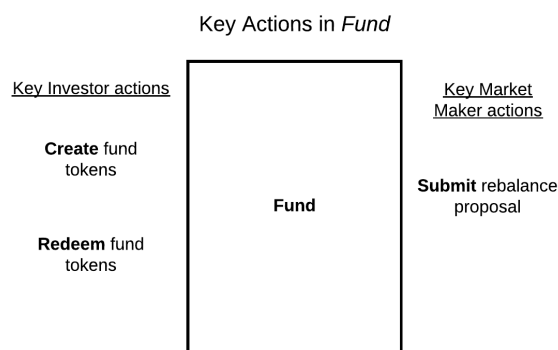 Key Actions in Fund
Key Investor actions
Create fund
tokens
Redeem fund
tokens
Fund
Key Market
Maker actions
Submit rebalance
proposal